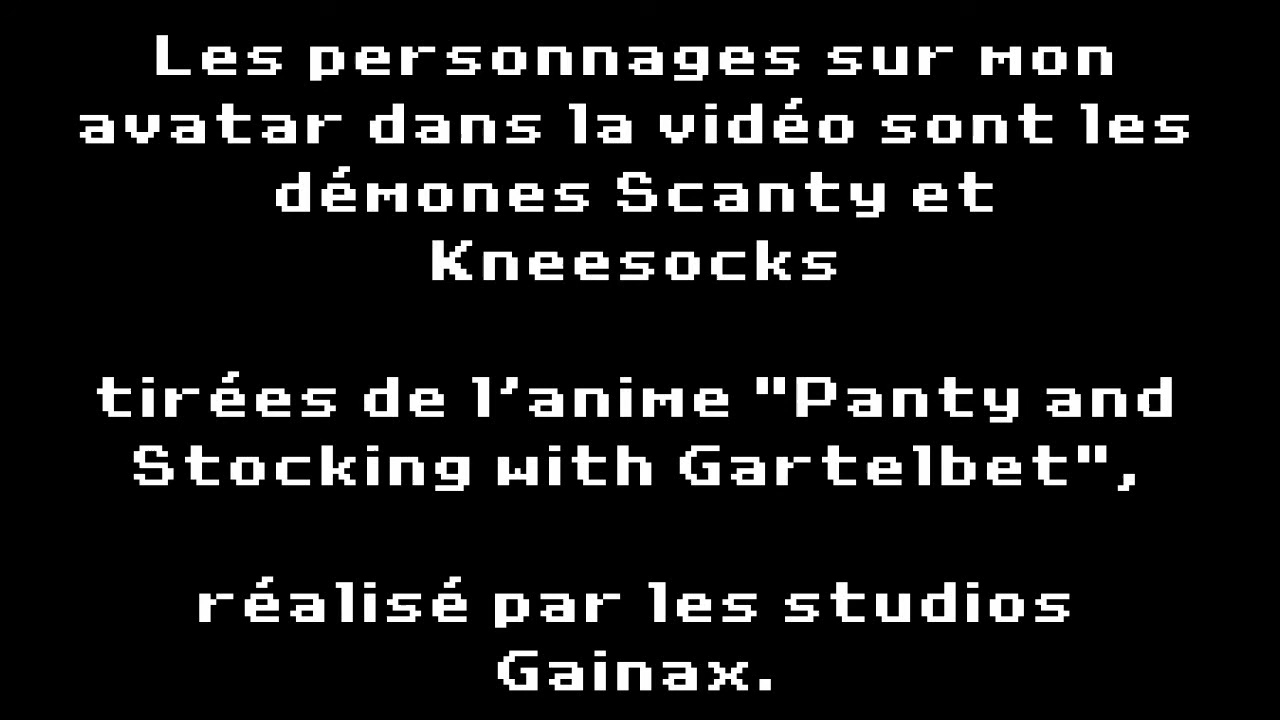 Les personnages sur mon
avatar dans la vidéo sont les
démones Scanty et
Kneesocks
tirées de l'anime "Panty and
Stocking with Gartelbet",
réalisé par les studios
Gainax.